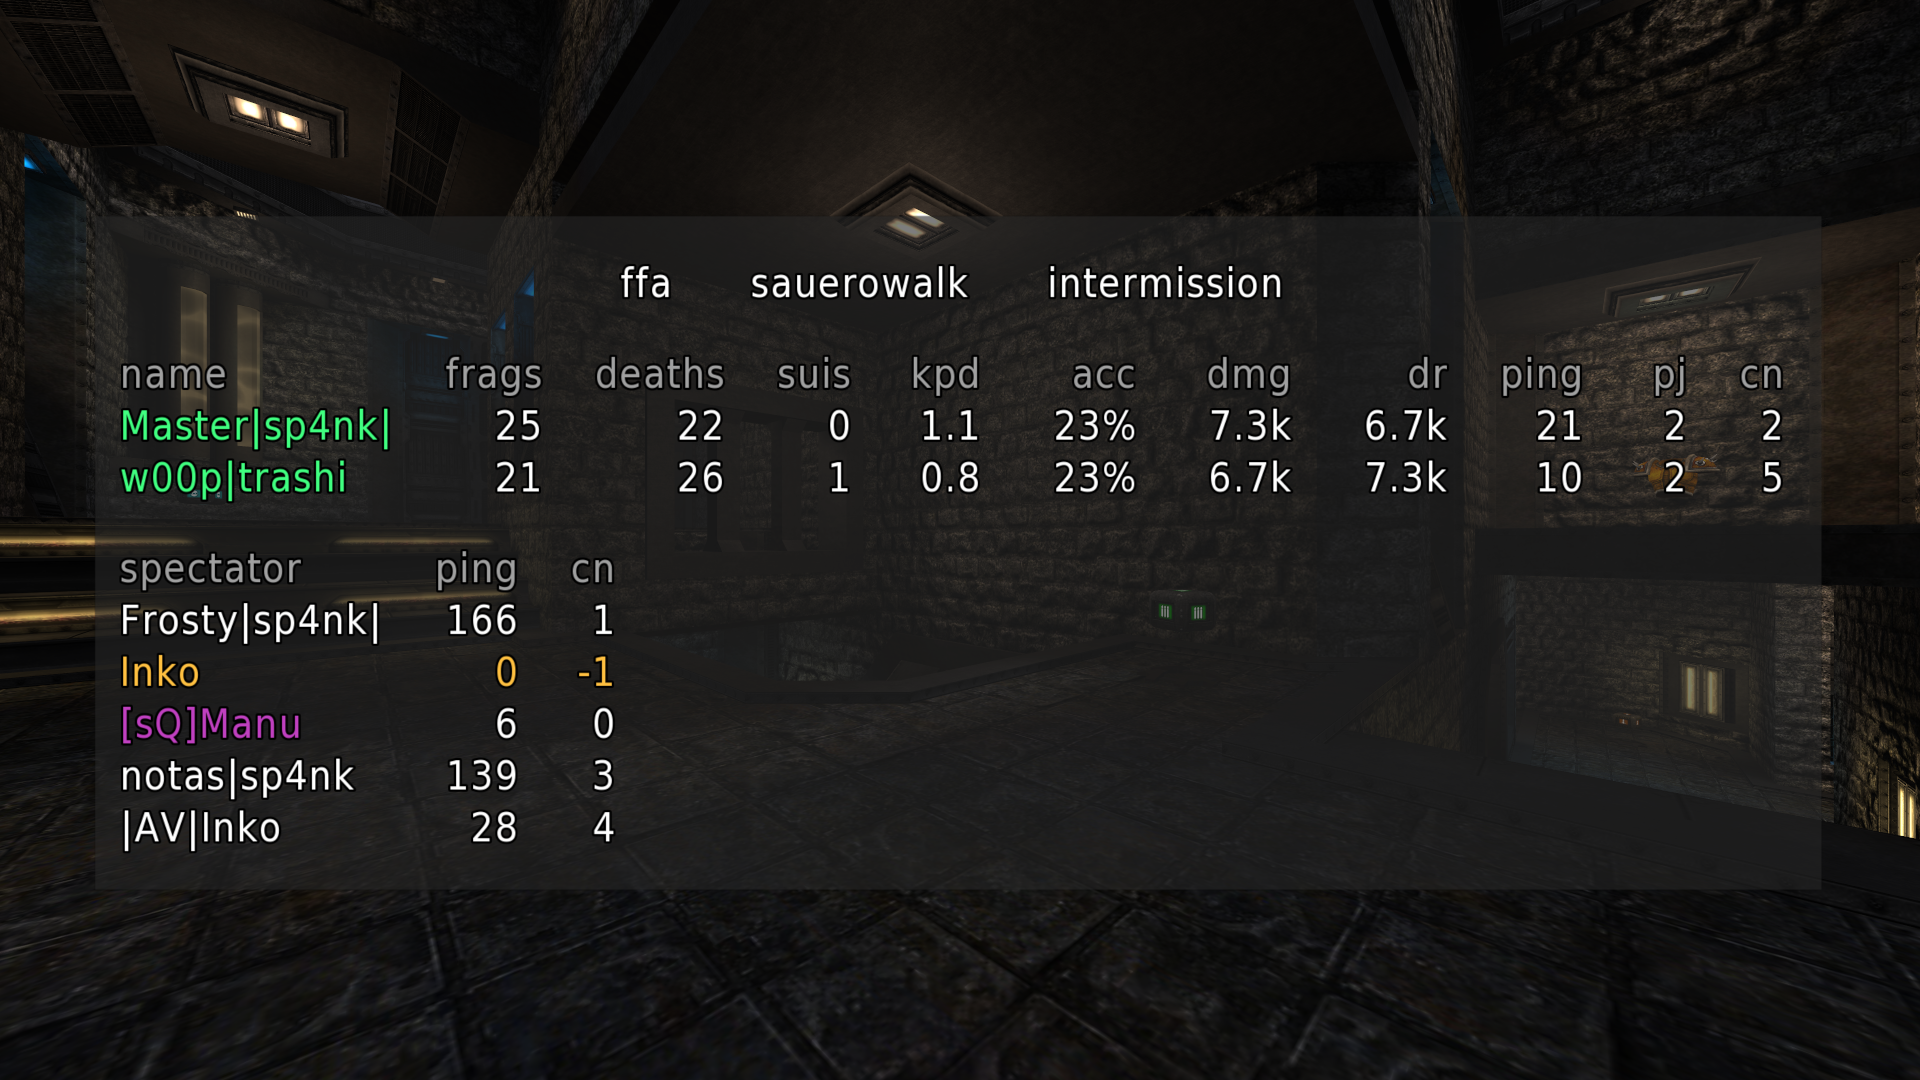 ffa sauerowalk intermission
name frags deaths suis kpd acc dmg dr ping pj cn
Master|sp4nk| 25 22 0 1.1 23% 7.3k 6.7k 21 2 2
w00p|trashi 21 26 1 0.8 23% 6.7k 7.3k 10 2 5
spectator ping cn
Frosty|sp4nk| 166 1
Inko 0 -1
[sQ]Manu 6 0
notas|sp4nk 139 3
|AV|Inko 28 4